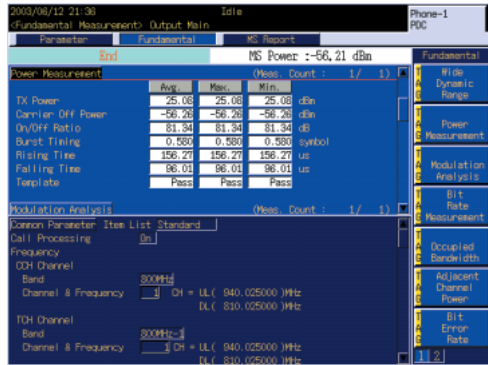 2003/06/12 21:36 Idle Phone-1
<Fundamental Measurement> Output Main PDC
Parameter Fundamental MS Report
End MS Power :-56.21 dBm Fundamental
Power Measurement (Meas. Count : 1/ 1)
Avg. Max. Min.
TX Power 25.08 25.08 25.08 dBm
Carrier Off Power -56.26 -56.26 -56.26 dBm
On/Off Ratio 81.34 81.34 81.34 dB
Burst Timing 0.580 0.580 0.580 symbol
Rising Time 156.27 156.27 156.27 us
Falling Time 96.01 96.01 96.01 us
Template Pass Pass Pass
Modulation Analysis (Meas. Count : 1/ 1)
Common Parameter Item List Standard
Call Processing On
Frequency
CCH Channel
Band 800MHz
Channel & Frequency 1 CH = UL( 940.025000 )MHz
DL( 810.025000 )MHz
TCH Channel
Band 800MHz-1
Channel & Frequency 1 CH = UL( 940.025000 )MHz
DL( 810.025000 )MHz
TAG Wide Dynamic Range
TAG Power Measurement
TAG Modulation Analysis
TAG Bit Rate Measurement
TAG Occupied Bandwidth
TAG Adjacent Channel Power
TAG Bit Error Rate
1 2